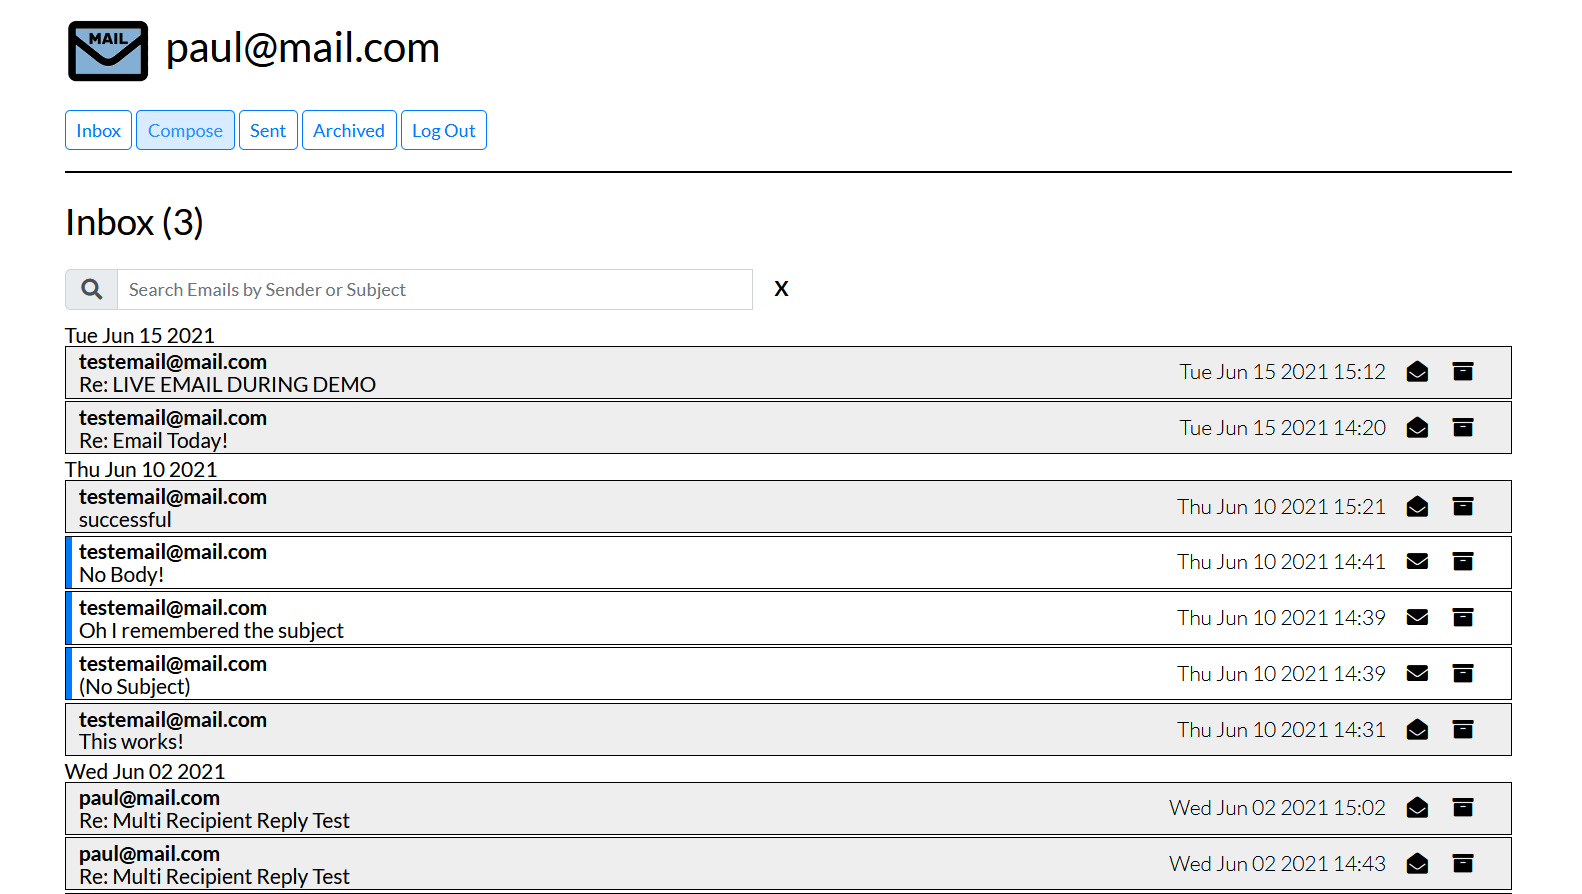 MAIL
paul@mail.com
Inbox Compose Sent Archived Log Out
Inbox (3)
Search Emails by Sender or Subject X
Tue Jun 15 2021
testemail@mail.com
Re: LIVE EMAIL DURING DEMO
Tue Jun 15 2021 15:12
testemail@mail.com
Re: Email Today!
Tue Jun 15 2021 14:20
Thu Jun 10 2021
testemail@mail.com
successful
Thu Jun 10 2021 15:21
testemail@mail.com
No Body!
Thu Jun 10 2021 14:41
testemail@mail.com
Oh I remembered the subject
Thu Jun 10 2021 14:39
testemail@mail.com
(No Subject)
Thu Jun 10 2021 14:39
testemail@mail.com
This works!
Thu Jun 10 2021 14:31
Wed Jun 02 2021
paul@mail.com
Re: Multi Recipient Reply Test
Wed Jun 02 2021 15:02
paul@mail.com
Re: Multi Recipient Reply Test
Wed Jun 02 2021 14:43